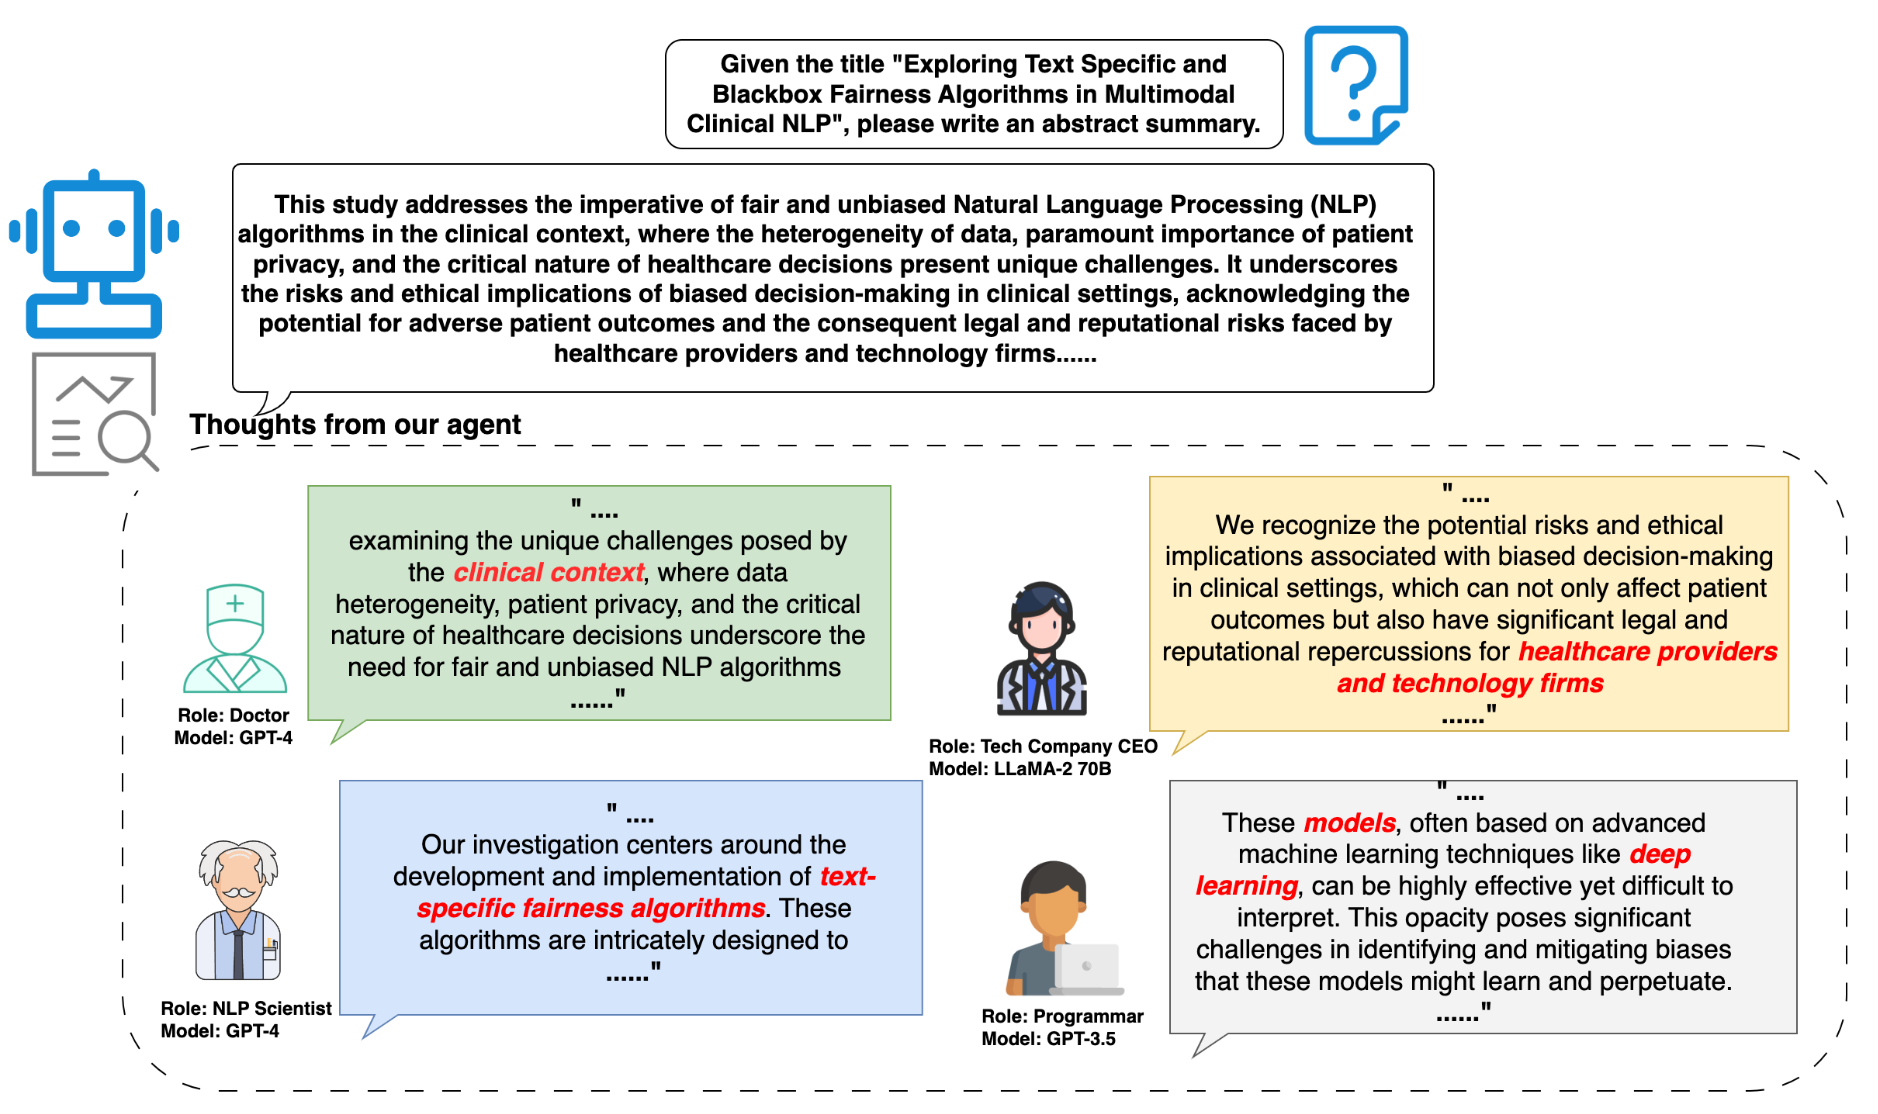 Given the title "Exploring Text Specific and
Blackbox Fairness Algorithms in Multimodal
Clinical NLP", please write an abstract summary.
This study addresses the imperative of fair and unbiased Natural Language Processing (NLP)
algorithms in the clinical context, where the heterogeneity of data, paramount importance of patient
privacy, and the critical nature of healthcare decisions present unique challenges. It underscores
the risks and ethical implications of biased decision-making in clinical settings, acknowledging the
potential for adverse patient outcomes and the consequent legal and reputational risks faced by
healthcare providers and technology firms......
Thoughts from our agent
" ....
examining the unique challenges posed by
the clinical context, where data
heterogeneity, patient privacy, and the critical
nature of healthcare decisions underscore the
need for fair and unbiased NLP algorithms
......"
Role: Doctor
Model: GPT-4
" ....
We recognize the potential risks and ethical
implications associated with biased decision-making
in clinical settings, which can not only affect patient
outcomes but also have significant legal and
reputational repercussions for healthcare providers
and technology firms
......"
Role: Tech Company CEO
Model: LLaMA-2 70B
" ....
Our investigation centers around the
development and implementation of text-
specific fairness algorithms. These
algorithms are intricately designed to
......"
Role: NLP Scientist
Model: GPT-4
" ....
These models, often based on advanced
machine learning techniques like deep
learning, can be highly effective yet difficult to
interpret. This opacity poses significant
challenges in identifying and mitigating biases
that these models might learn and perpetuate.
......"
Role: Programmar
Model: GPT-3.5